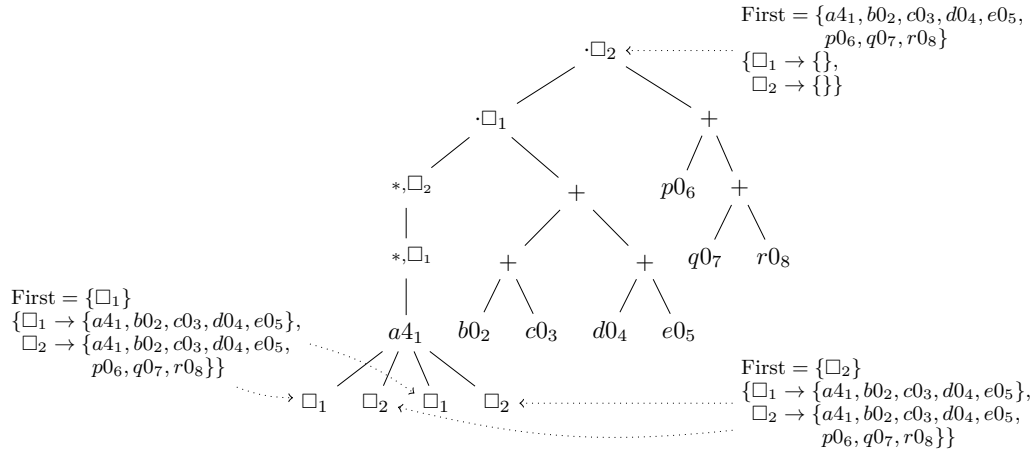 First = {a4₁, b0₂, c0₃, d0₄, e0₅,
p0₆, q0₇, r0₈}
{□₁ → {},
□₂ → {}}
·□₂
·□₁
+
*,□₂
+
p0₆
+
*,□₁
+
+
q0₇
r0₈
First = {□₁}
{□₁ → {a4₁, b0₂, c0₃, d0₄, e0₅},
□₂ → {a4₁, b0₂, c0₃, d0₄, e0₅,
p0₆, q0₇, r0₈}}
a4₁
b0₂
c0₃
d0₄
e0₅
□₁
□₂
□₁
□₂
First = {□₂}
{□₁ → {a4₁, b0₂, c0₃, d0₄, e0₅},
□₂ → {a4₁, b0₂, c0₃, d0₄, e0₅,
p0₆, q0₇, r0₈}}